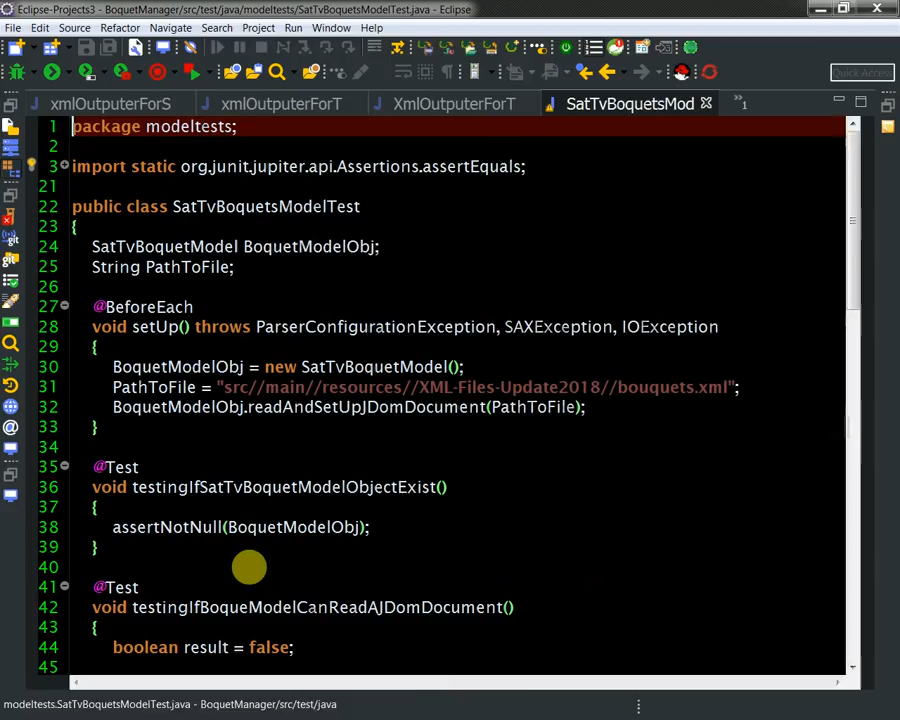 Eclipse-Projects3 - BoquetManager/src/test/java/modeltests/SatTvBoquetsModelTest.java - Eclipse
File Edit Source Refactor Navigate Search Project Run Window Help
Quick Access
xmlOutputerForS xmlOutputerForT XmlOutputerForT SatTvBoquetsMod »1
1 package modeltests;
2
3 import static org.junit.jupiter.api.Assertions.assertEquals;
21
22 public class SatTvBoquetsModelTest
23 {
24 SatTvBoquetModel BoquetModelObj;
25 String PathToFile;
26
27 @BeforeEach
28 void setUp() throws ParserConfigurationException, SAXException, IOException
29 {
30 BoquetModelObj = new SatTvBoquetModel();
31 PathToFile = "src//main//resources//XML-Files-Update2018//bouquets.xml";
32 BoquetModelObj.readAndSetUpJDomDocument(PathToFile);
33 }
34
35 @Test
36 void testingIfSatTvBoquetModelObjectExist()
37 {
38 assertNotNull(BoquetModelObj);
39 }
40
41 @Test
42 void testingIfBoqueModelCanReadAJDomDocument()
43 {
44 boolean result = false;
45
modeltests.SatTvBoquetsModelTest.java - BoquetManager/src/test/java